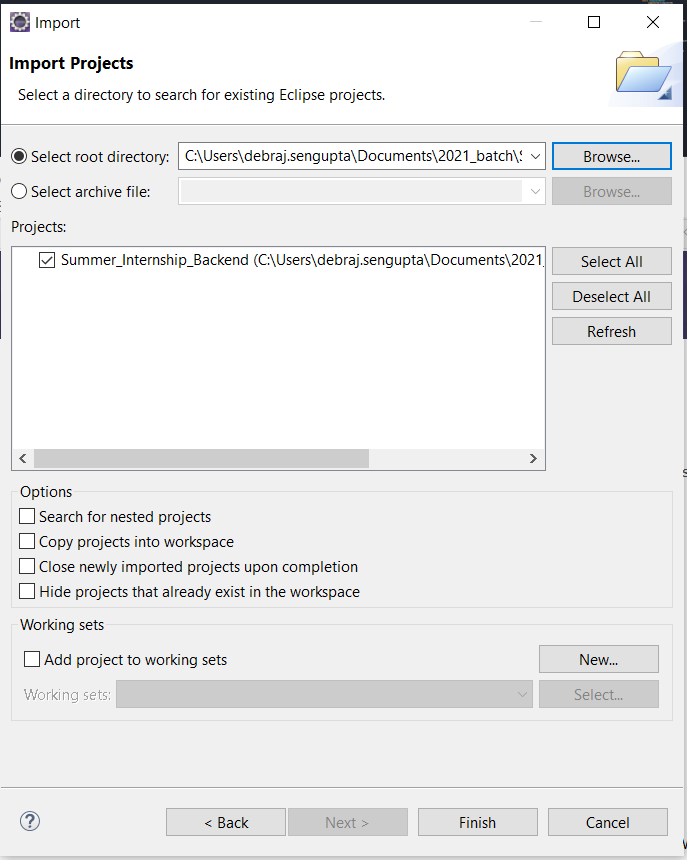 Import
Import Projects
Select a directory to search for existing Eclipse projects.
Select root directory: C:\Users\debraj.sengupta\Documents\2021_batch\ Browse...
Select archive file: Browse...
Projects:
Summer_Internship_Backend (C:\Users\debraj.sengupta\Documents\2021_ Select All
Deselect All
Refresh
Options
Search for nested projects
Copy projects into workspace
Close newly imported projects upon completion
Hide projects that already exist in the workspace
Working sets
Add project to working sets New...
Working sets: Select...
? < Back Next > Finish Cancel